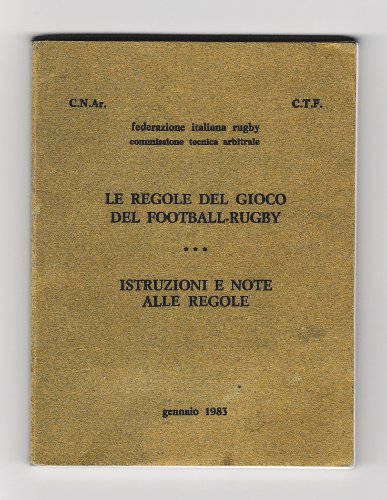 C.N.Ar. C.T.F.
federazione italiana rugby
commissione tecnica arbitrale
LE REGOLE DEL GIOCO
DEL FOOTBALL-RUGBY
***
ISTRUZIONI E NOTE
ALLE REGOLE
gennaio 1983